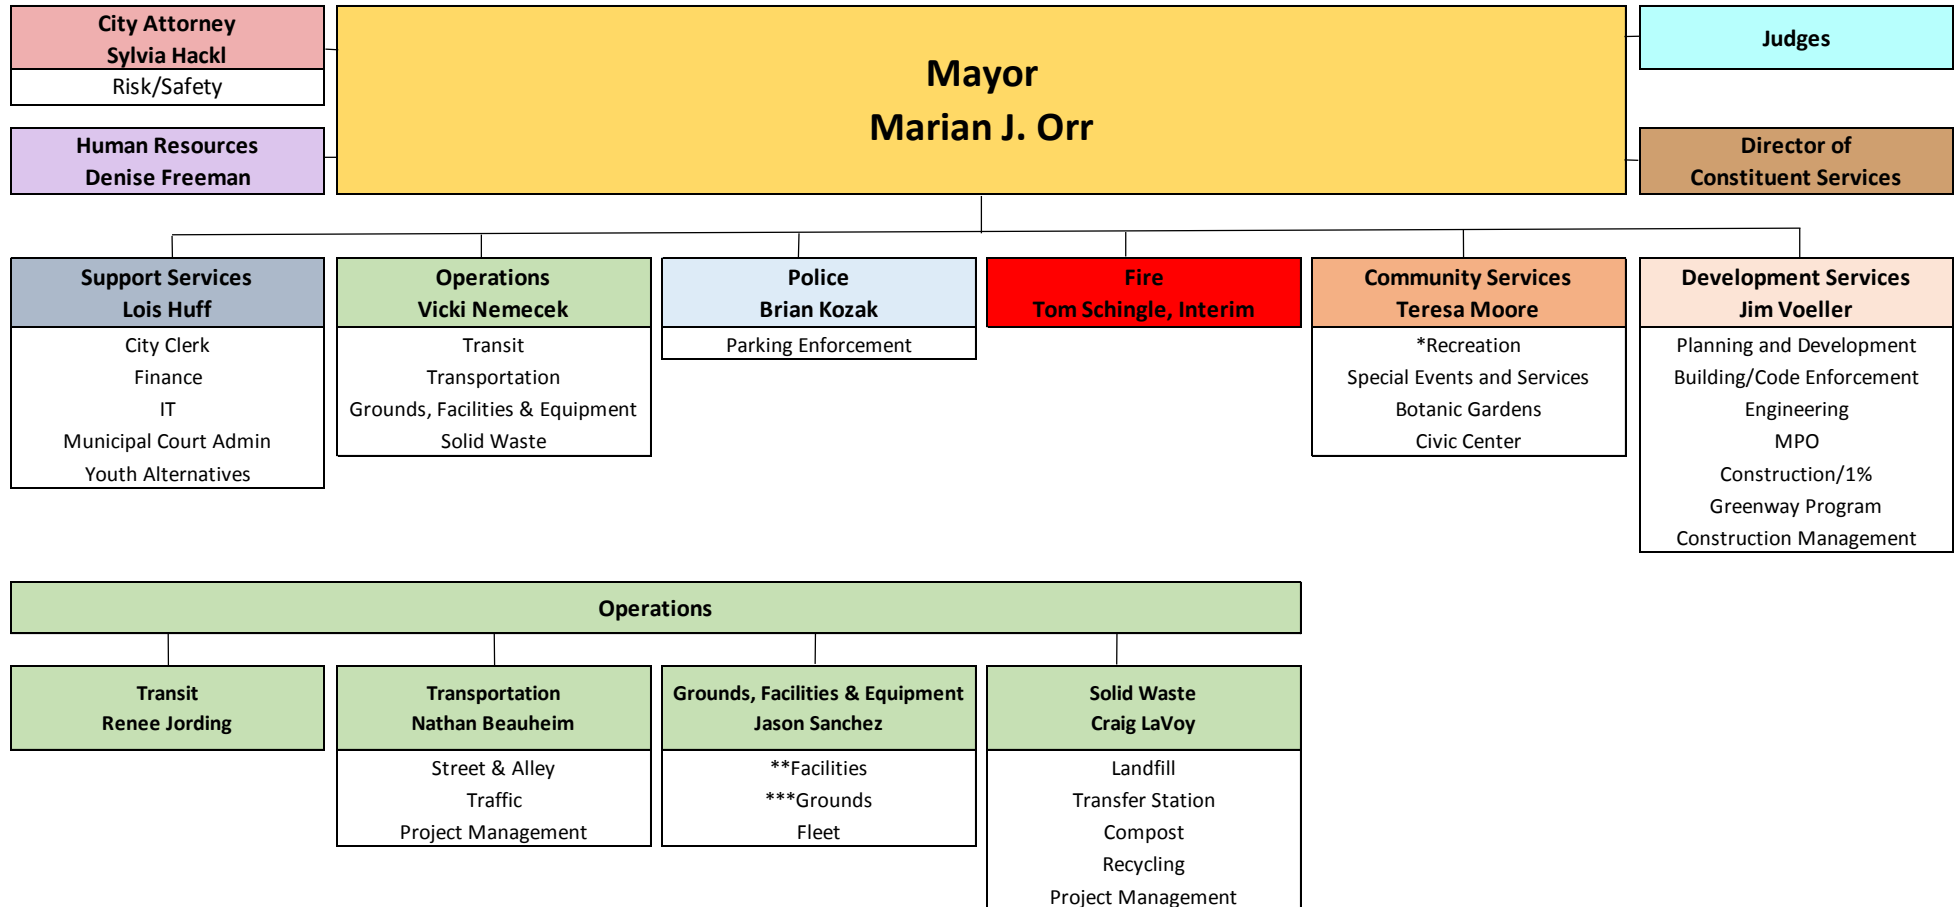 City Attorney
Sylvia Hackl
Risk/Safety
Human Resources
Denise Freeman
Mayor
Marian J. Orr
Judges
Director of
Constituent Services
Support Services
Lois Huff
City Clerk
Finance
IT
Municipal Court Admin
Youth Alternatives
Operations
Vicki Nemecek
Transit
Transportation
Grounds, Facilities & Equipment
Solid Waste
Police
Brian Kozak
Parking Enforcement
Fire
Tom Schingle, Interim
Community Services
Teresa Moore
*Recreation
Special Events and Services
Botanic Gardens
Civic Center
Development Services
Jim Voeller
Planning and Development
Building/Code Enforcement
Engineering
MPO
Construction/1%
Greenway Program
Construction Management
Operations
Transit
Renee Jording
Transportation
Nathan Beauheim
Street & Alley
Traffic
Project Management
Grounds, Facilities & Equipment
Jason Sanchez
**Facilities
***Grounds
Fleet
Solid Waste
Craig LaVoy
Landfill
Transfer Station
Compost
Recycling
Project Management